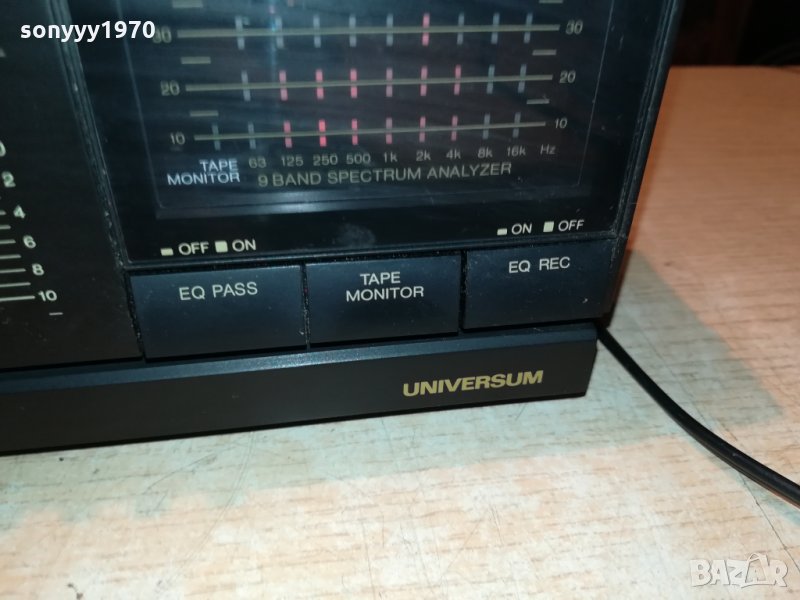 sonyyy1970
30 30
20 20
10 10
63 125 250 500 1k 2k 4k 8k 16k Hz
TAPE
MONITOR
9 BAND SPECTRUM ANALYZER
0
2
4
6
8
10
OFF ON
ON OFF
EQ PASS
TAPE
MONITOR
EQ REC
UNIVERSUM
BAZAR